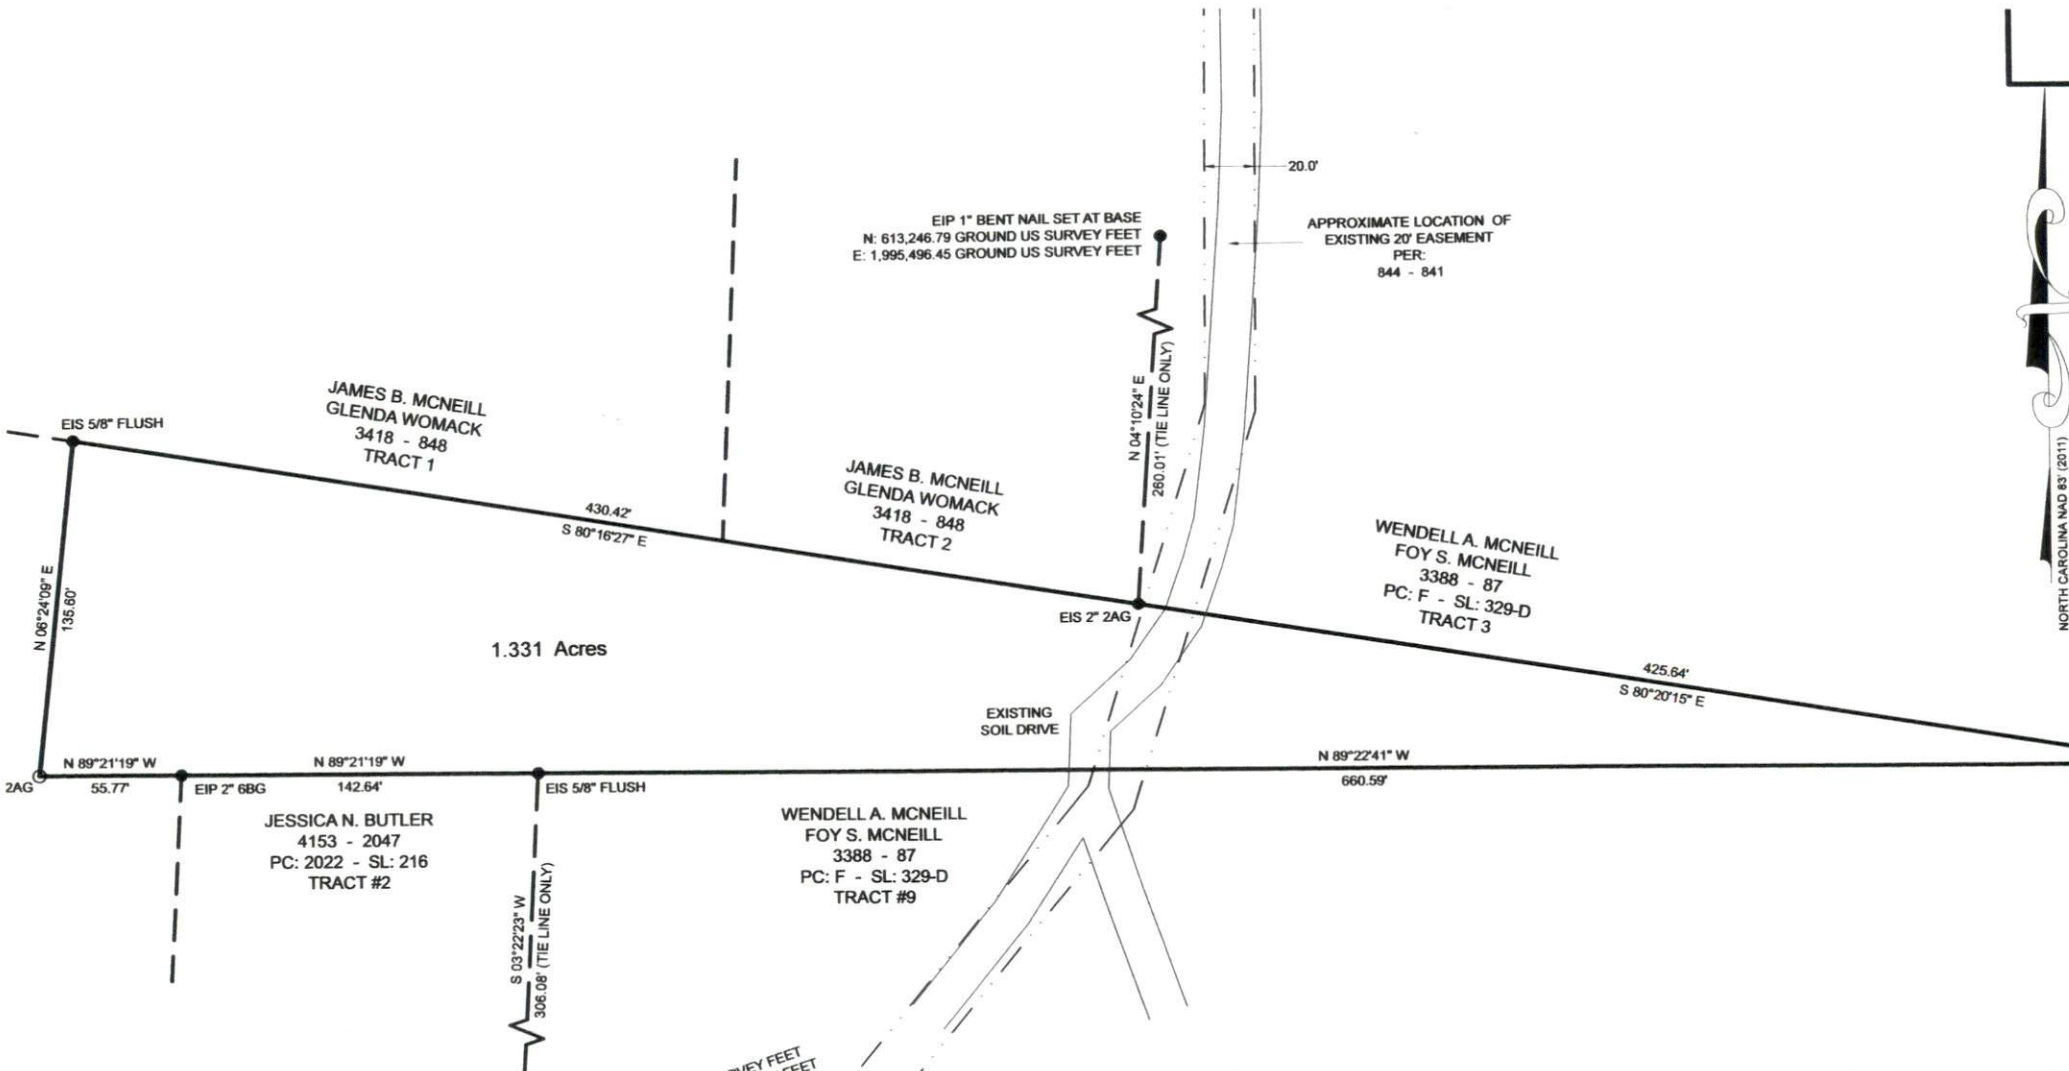 20.0'
EIP 1" BENT NAIL SET AT BASE
N: 613,246.79 GROUND US SURVEY FEET
E: 1,995,496.45 GROUND US SURVEY FEET
APPROXIMATE LOCATION OF
EXISTING 20' EASEMENT
PER:
844 - 841
N 04°10'24" E
260.01' (TIE LINE ONLY)
NORTH CAROLINA NAD 83' (2011)
EIS 5/8" FLUSH
JAMES B. MCNEILL
GLENDA WOMACK
3418 - 848
TRACT 1
430.42'
S 80°16'27" E
JAMES B. MCNEILL
GLENDA WOMACK
3418 - 848
TRACT 2
WENDELL A. MCNEILL
FOY S. MCNEILL
3388 - 87
PC: F - SL: 329-D
TRACT 3
N 06°24'09" E
135.60'
EIS 2" 2AG
1.331 Acres
425.64'
S 80°20'15" E
EXISTING
SOIL DRIVE
N 89°21'19" W
55.77'
N 89°21'19" W
142.64'
N 89°22'41" W
660.59'
2AG
EIP 2" 6BG
EIS 5/8" FLUSH
JESSICA N. BUTLER
4153 - 2047
PC: 2022 - SL: 216
TRACT #2
WENDELL A. MCNEILL
FOY S. MCNEILL
3388 - 87
PC: F - SL: 329-D
TRACT #9
S 03°22'23" W
306.08' (TIE LINE ONLY)
FEET